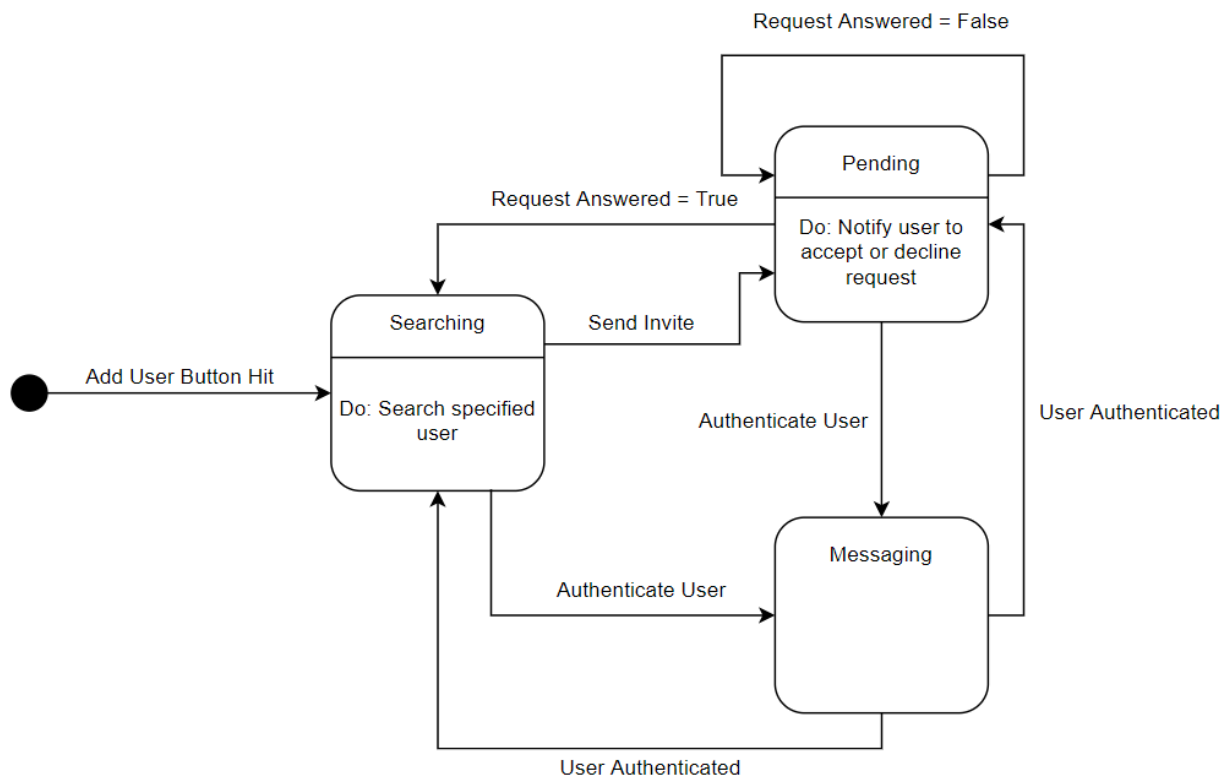 Request Answered = False
Pending
Request Answered = True
Do: Notify user to
accept or decline
request
Searching
Send Invite
Add User Button Hit
Do: Search specified
user
Authenticate User
User Authenticated
Messaging
Authenticate User
User Authenticated